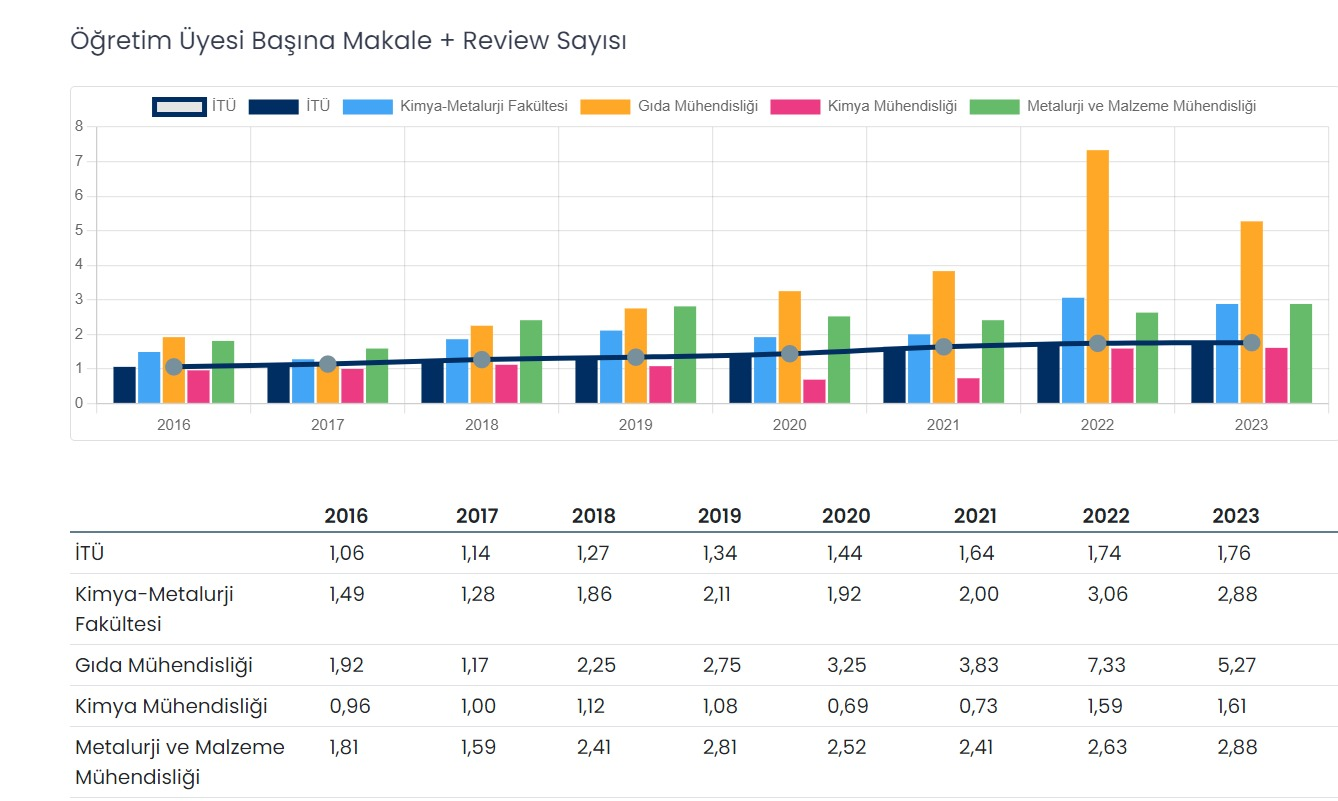 Öğretim Üyesi Başına Makale + Review Sayısı
İTÜ İTÜ Kimya-Metalurji Fakültesi Gıda Mühendisliği Kimya Mühendisliği Metalurji ve Malzeme Mühendisliği
8
7
6
5
4
3
2
1
0
2016 2017 2018 2019 2020 2021 2022 2023
2016 2017 2018 2019 2020 2021 2022 2023
İTÜ 1,06 1,14 1,27 1,34 1,44 1,64 1,74 1,76
Kimya-Metalurji 1,49 1,28 1,86 2,11 1,92 2,00 3,06 2,88
Fakültesi
Gıda Mühendisliği 1,92 1,17 2,25 2,75 3,25 3,83 7,33 5,27
Kimya Mühendisliği 0,96 1,00 1,12 1,08 0,69 0,73 1,59 1,61
Metalurji ve Malzeme 1,81 1,59 2,41 2,81 2,52 2,41 2,63 2,88
Mühendisliği